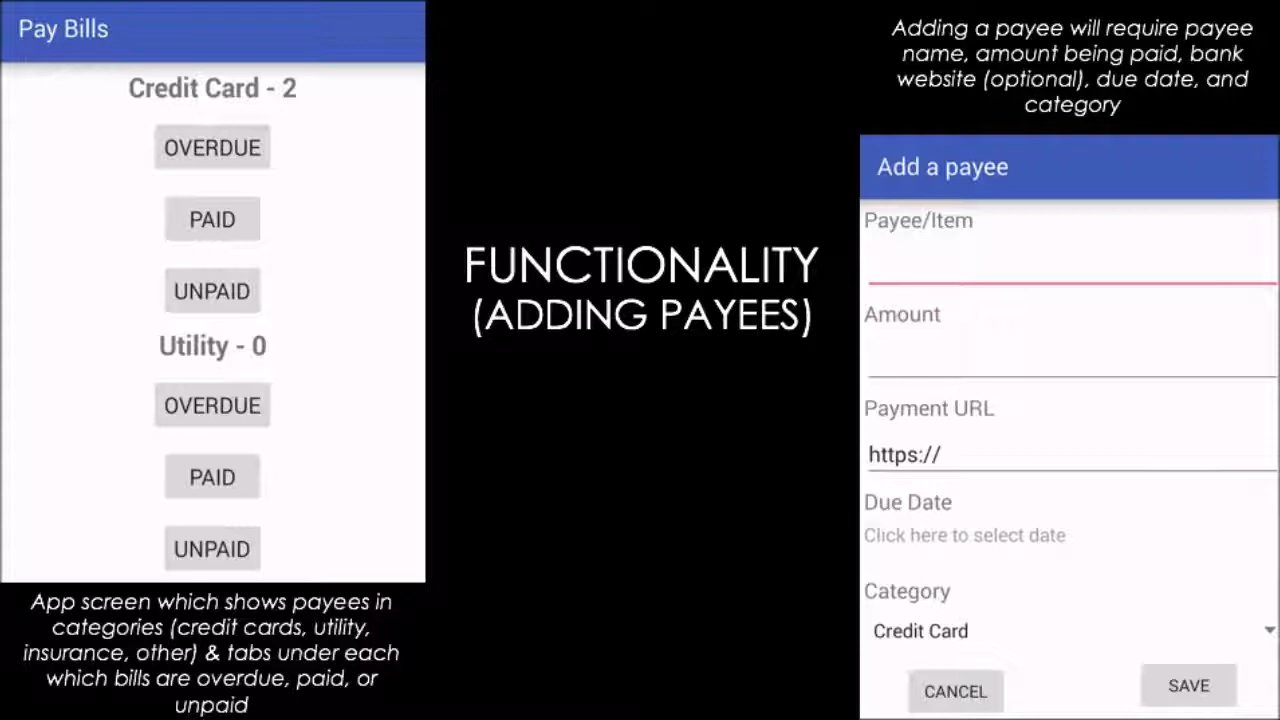 Pay Bills
Credit Card - 2
OVERDUE
PAID
UNPAID
Utility - 0
OVERDUE
PAID
UNPAID
App screen which shows payees in
categories (credit cards, utility,
insurance, other) & tabs under each
which bills are overdue, paid, or
unpaid
FUNCTIONALITY
(ADDING PAYEES)
Adding a payee will require payee
name, amount being paid, bank
website (optional), due date, and
category
Add a payee
Payee/Item
Amount
Payment URL
https://
Due Date
Click here to select date
Category
Credit Card
CANCEL
SAVE